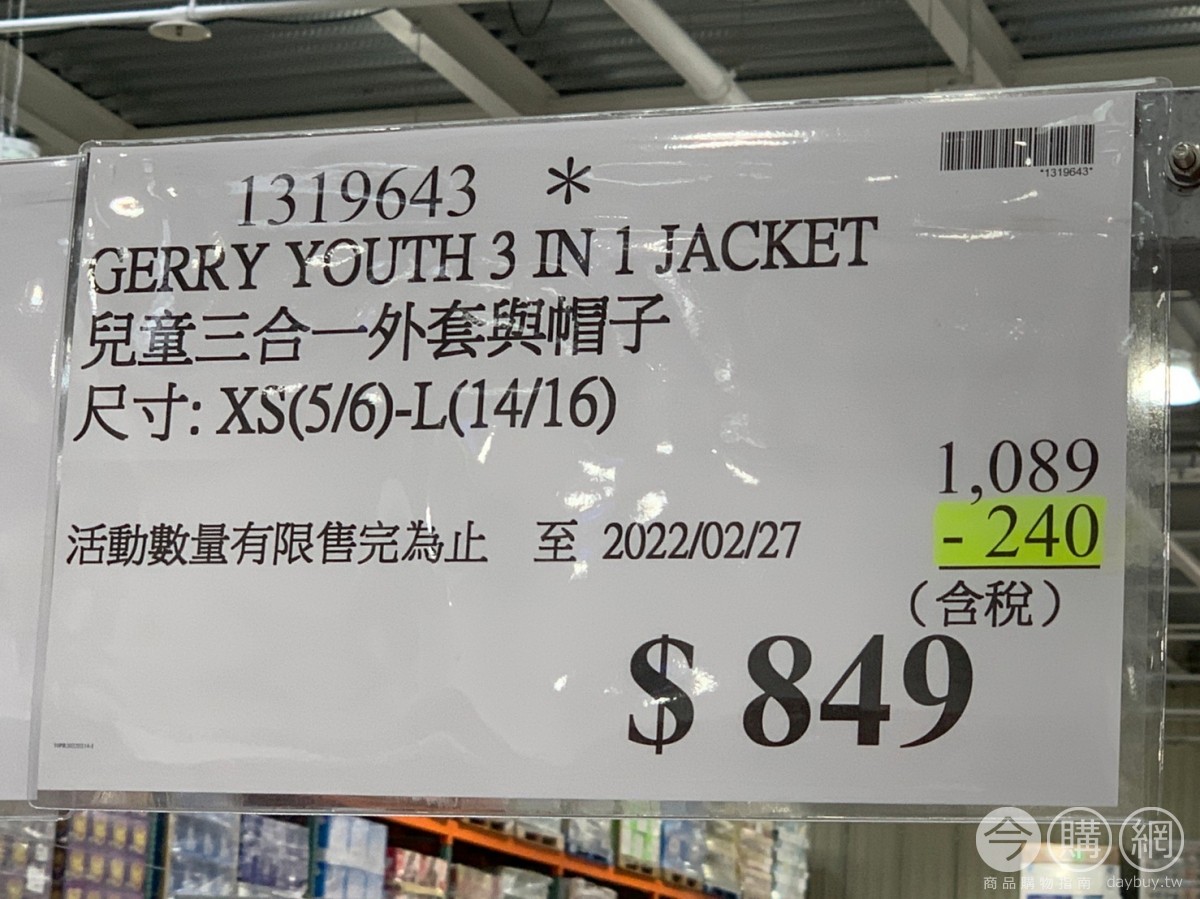 1319643 *
*1319643*
GERRY YOUTH 3 IN 1 JACKET
兒童三合一外套與帽子
尺寸: XS(5/6)-L(14/16)
1,089
活動數量有限售完為止 至 2022/02/27
- 240
(含稅)
$ 849
今購網
商品購物指南 daybuy.tw